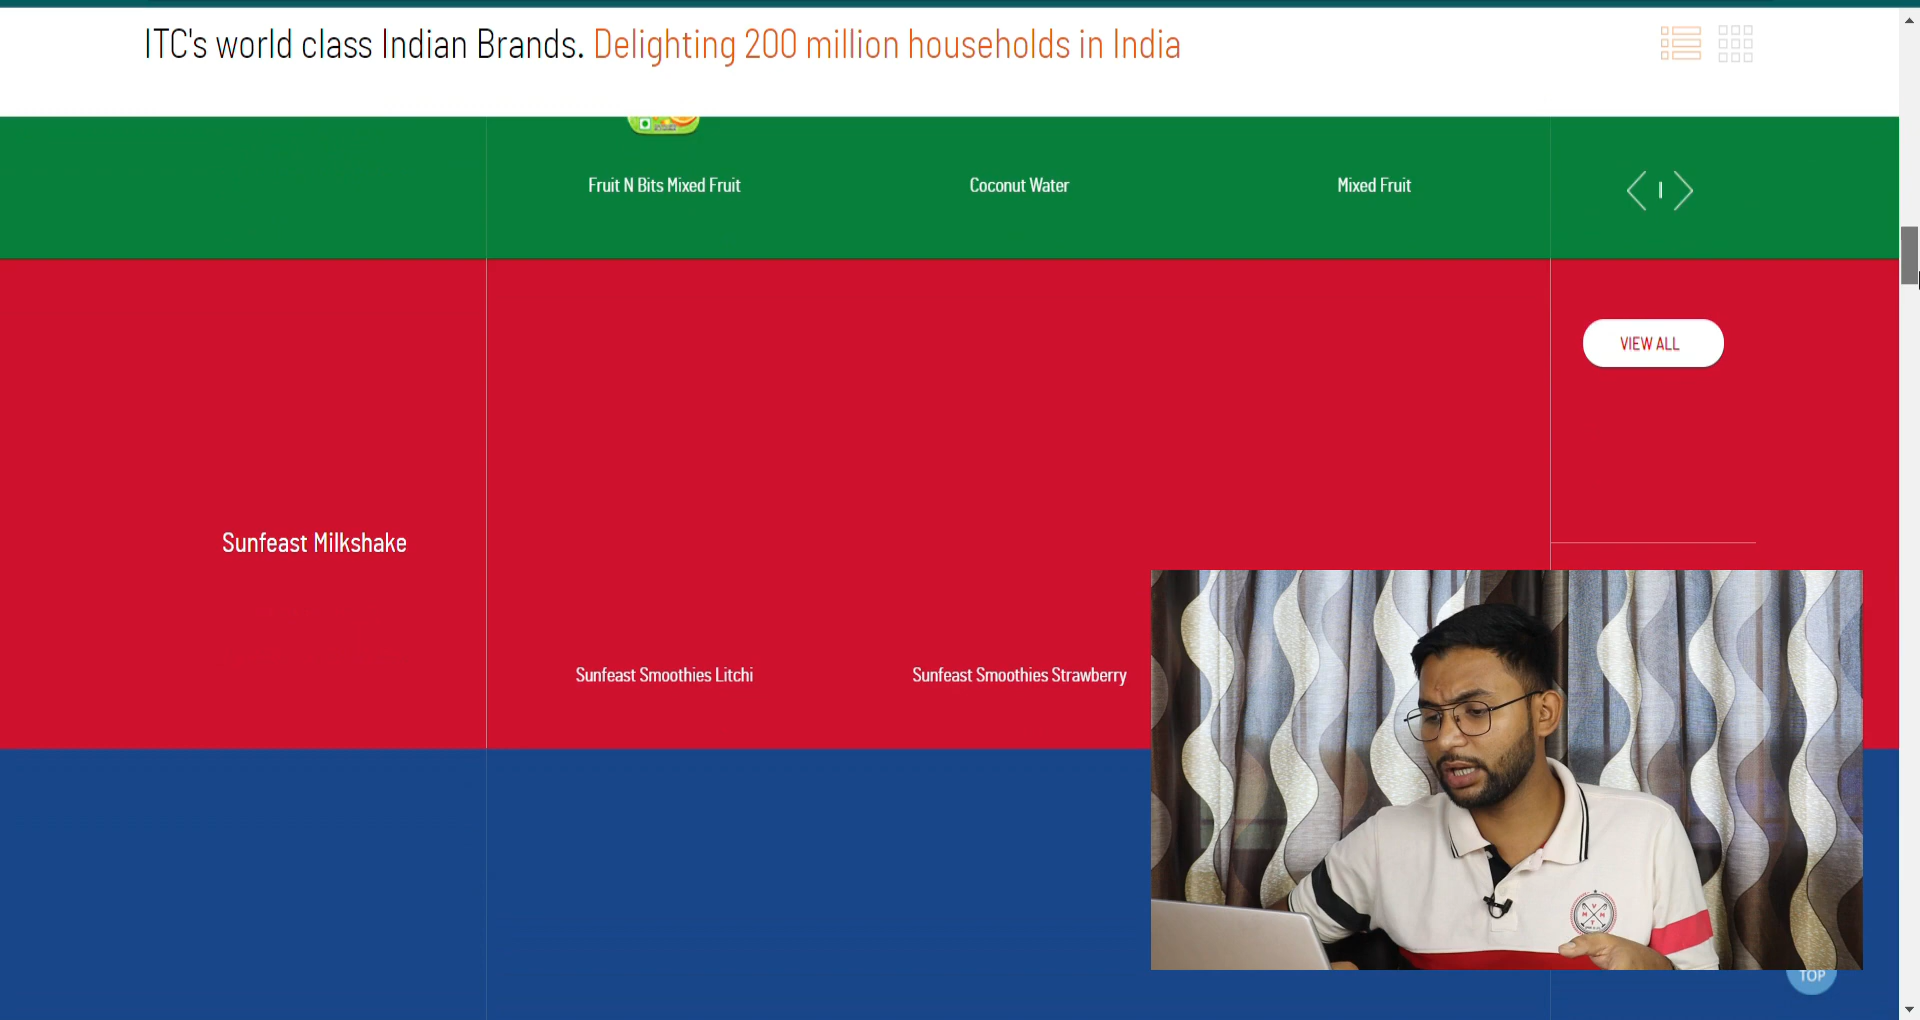 ITC's world class Indian Brands. Delighting 200 million households in India
Fruit N Bits Mixed Fruit
Coconut Water
Mixed Fruit
VIEW ALL
Sunfeast Milkshake
Sunfeast Smoothies Litchi
Sunfeast Smoothies Strawberry
TOP